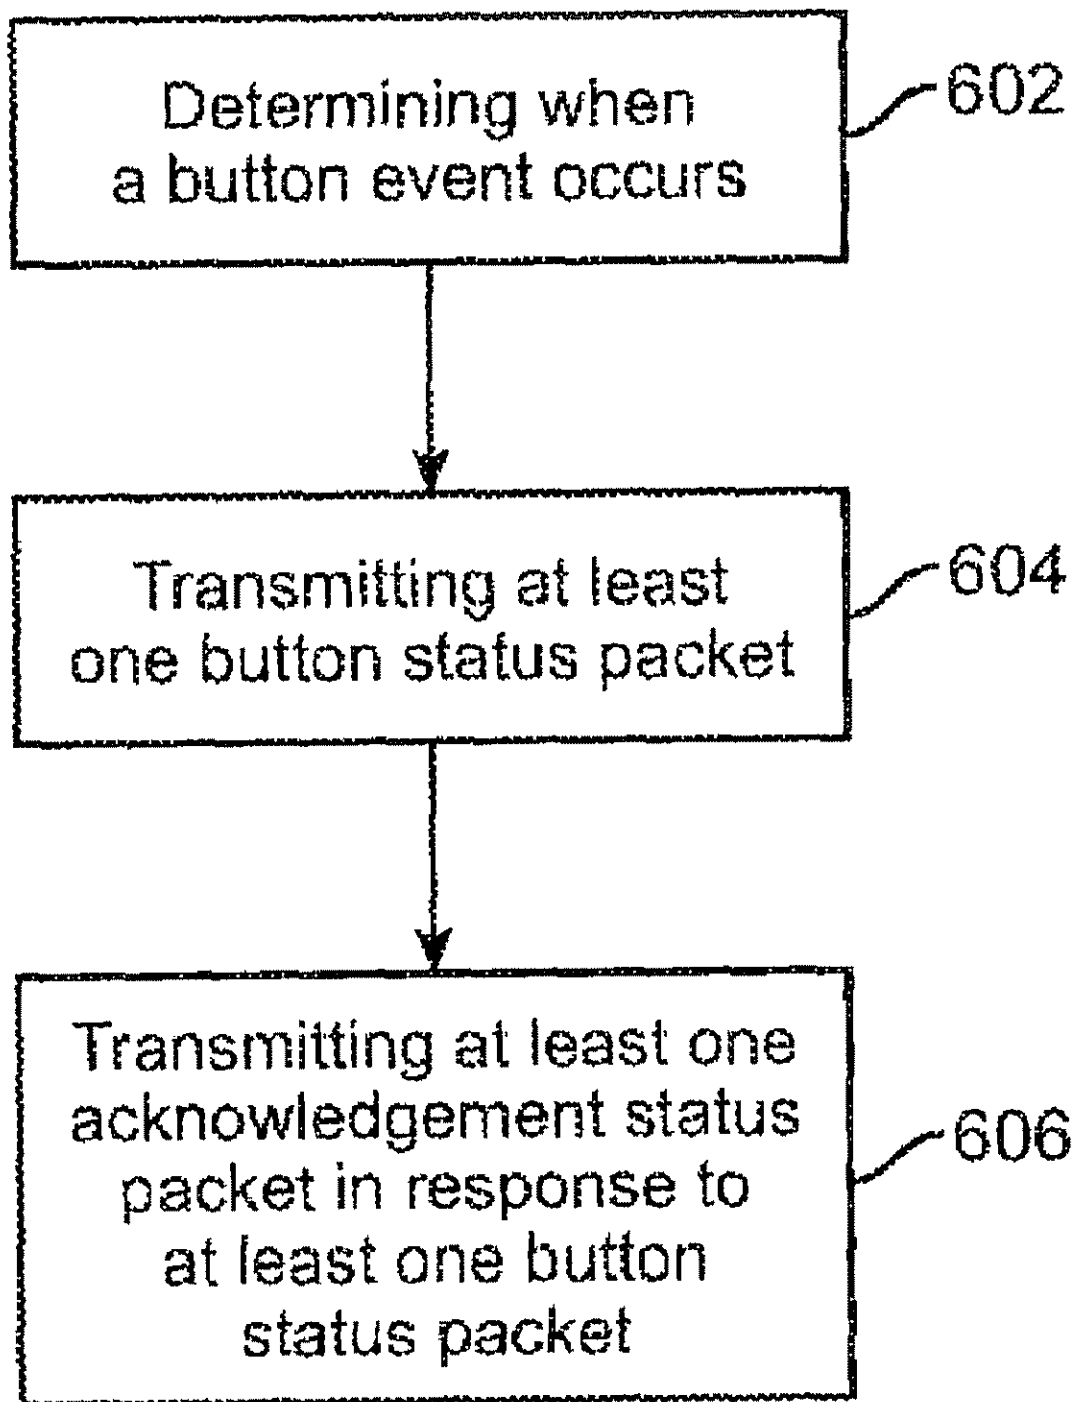 Determining when
a button event occurs
602
Transmitting at least
one button status packet
604
Transmitting at least one
acknowledgement status
packet in response to
at least one button
status packet
606